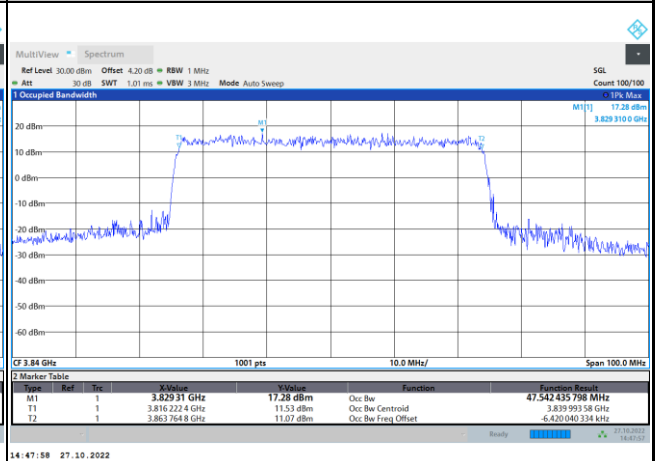 MultiView Spectrum
Ref Level 30.00 dBm Offset 4.20 dB RBW 1 MHz SGL
Att 30 dB SWT 1.01 ms VBW 3 MHz Mode Auto Sweep Count 100/100
1 Occupied Bandwidth 1Pk Max
M1[1] 17.28 dBm
3.829 310 0 GHz
M1
T1
T2
20 dBm
10 dBm
0 dBm
-10 dBm
-20 dBm
-30 dBm
-40 dBm
-50 dBm
-60 dBm
CF 3.84 GHz 1001 pts 10.0 MHz/ Span 100.0 MHz
2 Marker Table
Type Ref Trc X-Value Y-Value Function Function Result
M1 1 3.829 31 GHz 17.28 dBm Occ Bw 47.542 435 798 MHz
T1 1 3.816 222 4 GHz 11.53 dBm Occ Bw Centroid 3.839 993 58 GHz
T2 1 3.863 764 8 GHz 11.07 dBm Occ Bw Freq Offset -6.420 040 334 kHz
Ready 27.10.2022
14:47:57
14:47:58 27.10.2022